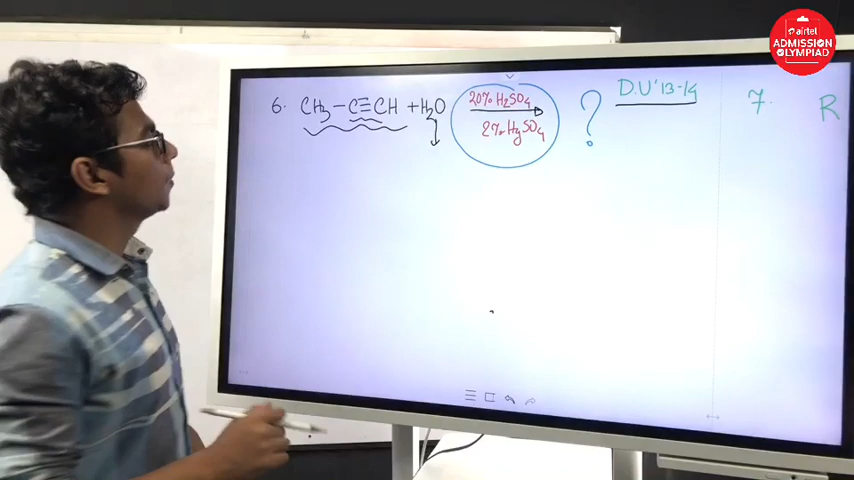 airtel
ADMISSION
OLYMPIAD
6. CH3-C≡CH+H2O
20% H2SO4
2% HgSO4
?
D.U'13-14
7.
R